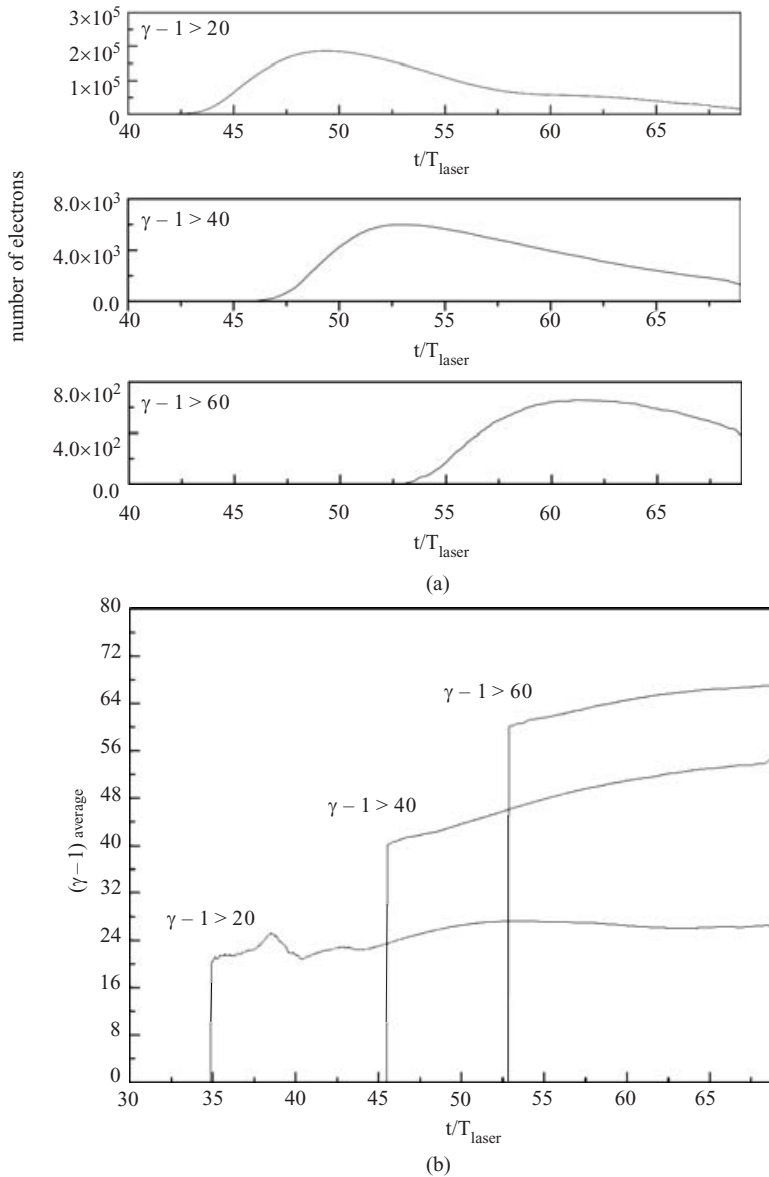 number of electrons
3×10⁵
2×10⁵
1×10⁵
0
γ – 1 > 20
40 45 50 55 60 65
t/T_laser
8.0×10³
4.0×10³
0.0
γ – 1 > 40
40 45 50 55 60 65
t/T_laser
8.0×10²
4.0×10²
0.0
γ – 1 > 60
40 45 50 55 60 65
t/T_laser
(a)
80
72
64
56
48
40
32
28
24
16
8
0
(γ – 1) average
γ – 1 > 60
γ – 1 > 40
γ – 1 > 20
30 35 40 45 50 55 60 65
t/T_laser
(b)